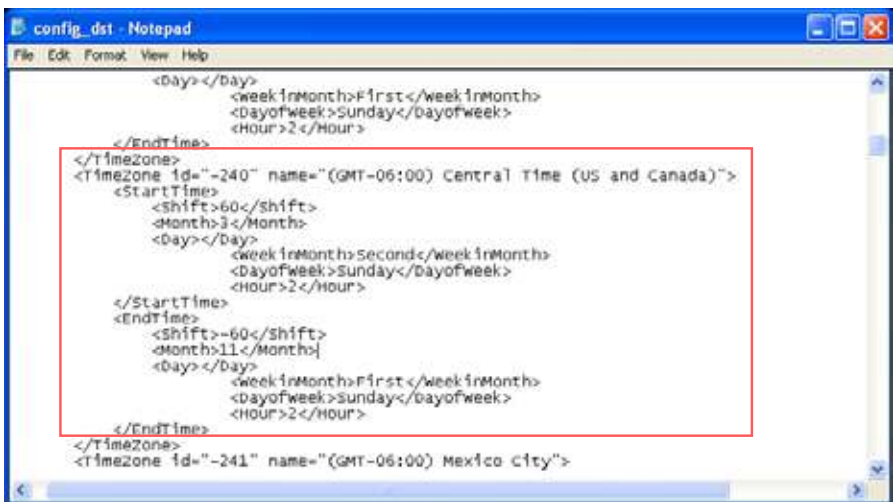 config_dst - Notepad
File Edit Format View Help
<Day></Day>
<WeekinMonth>First</WeekinMonth>
<DayofWeek>Sunday</DayofWeek>
<Hour>2</Hour>
</EndTime>
</TimeZone>
<TimeZone id="-240" name="(GMT-06:00) Central Time (US and Canada)">
<StartTime>
<Shift>60</Shift>
<Month>3</Month>
<Day></Day>
<WeekinMonth>Second</WeekinMonth>
<DayofWeek>Sunday</DayofWeek>
<Hour>2</Hour>
</StartTime>
<EndTime>
<Shift>-60</Shift>
<Month>11</Month>
<Day></Day>
<WeekinMonth>First</WeekinMonth>
<DayofWeek>Sunday</DayofWeek>
<Hour>2</Hour>
</EndTime>
</TimeZone>
<TimeZone id="-241" name="(GMT-06:00) Mexico City">